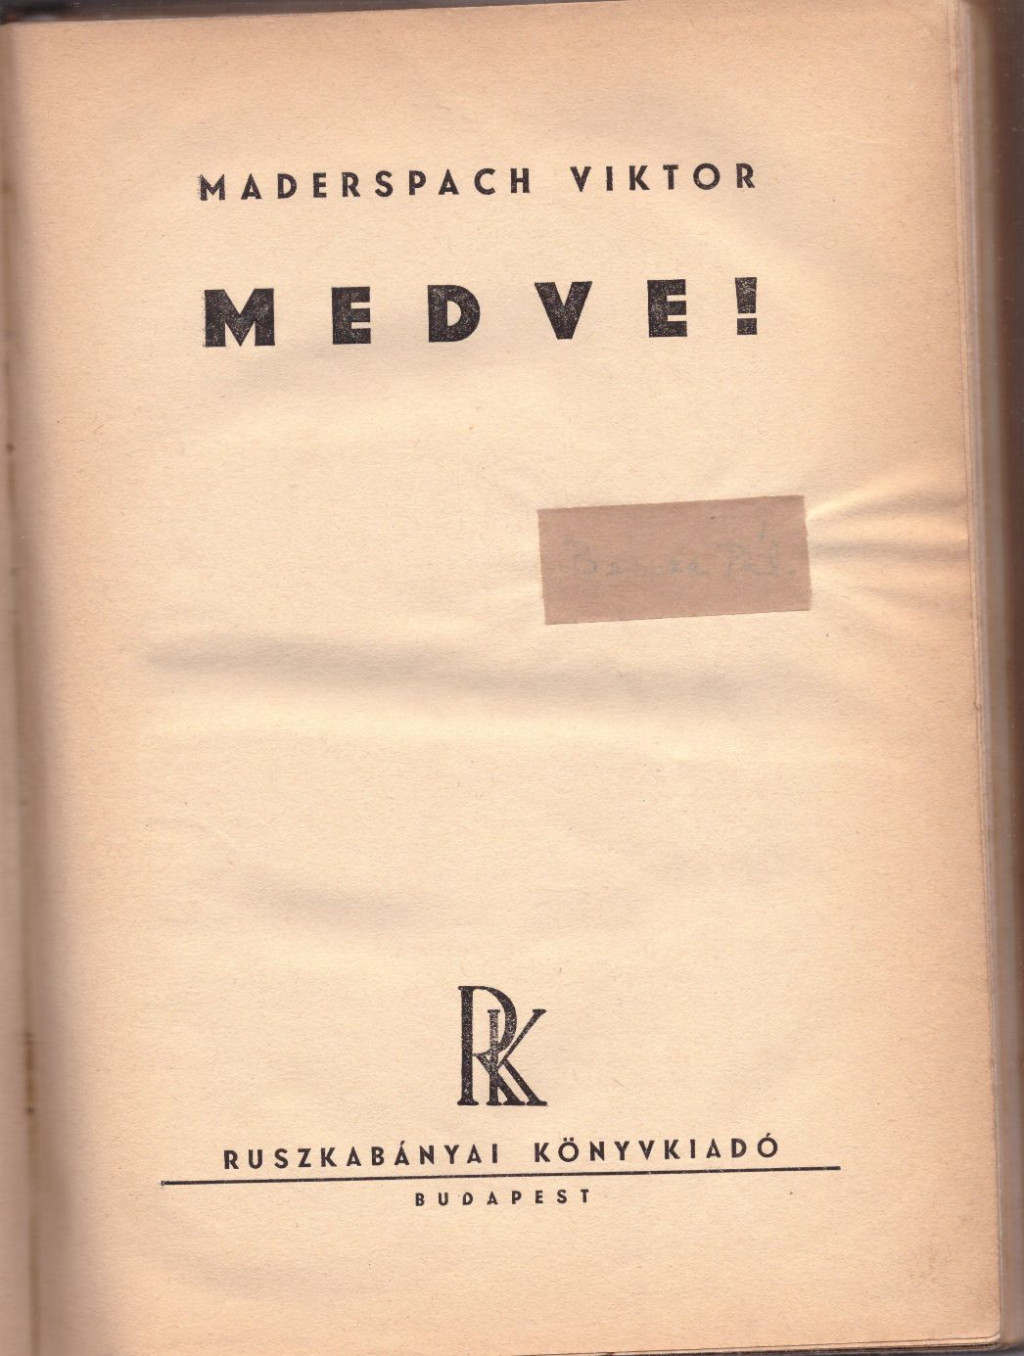 MADERSPACH VIKTOR
MEDVE!
RK
RUSZKABÁNYAI KÖNYVKIADÓ
BUDAPEST